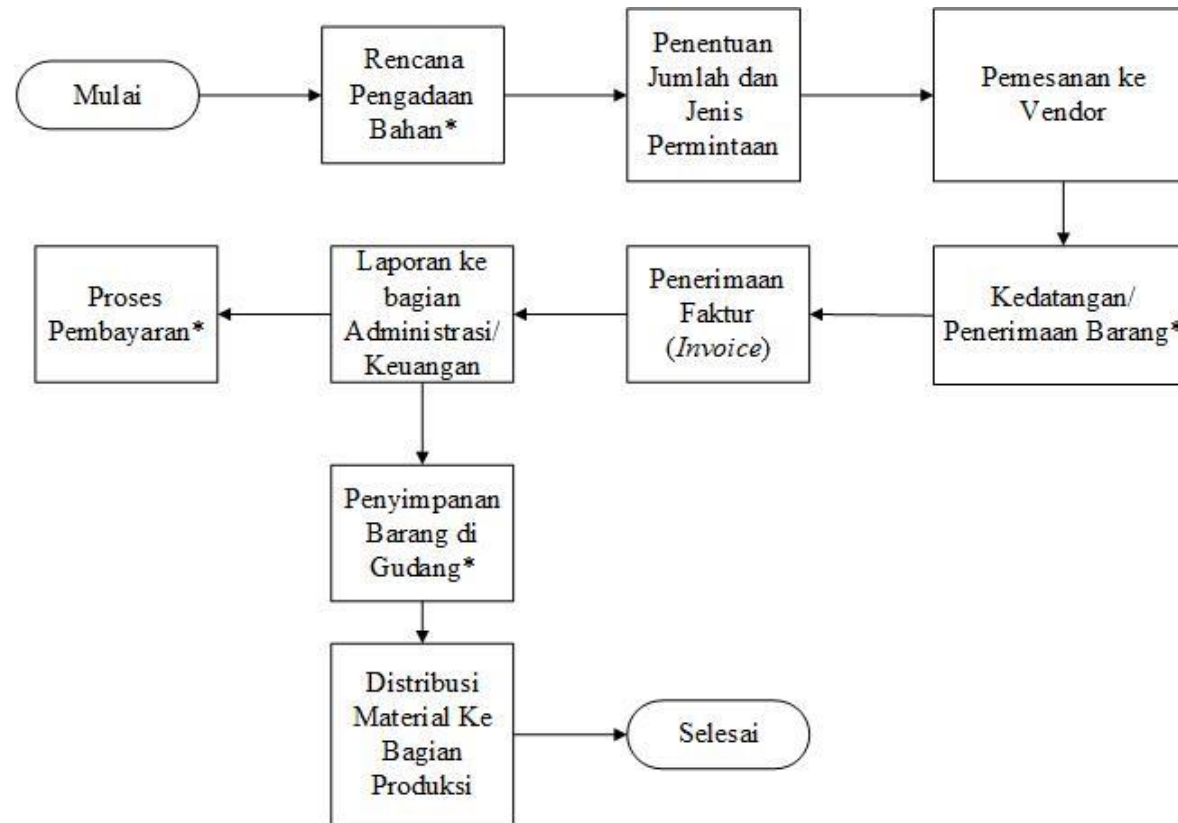 Mulai
Rencana
Pengadaan
Bahan*
Penentuan
Jumlah dan
Jenis
Permintaan
Pemesanan ke
Vendor
Kedatangan/
Penerimaan Barang*
Penerimaan
Faktur
(Invoice)
Laporan ke
bagian
Administrasi/
Keuangan
Proses
Pembayaran*
Penyimpanan
Barang di
Gudang*
Distribusi
Material Ke
Bagian
Produksi
Selesai